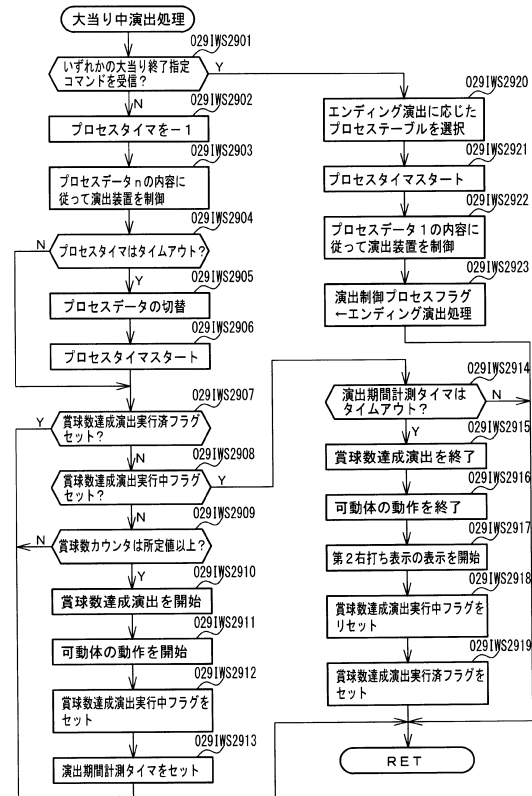 大当り中演出処理
029IWS2901
いずれかの大当り終了指定
コマンドを受信?
Y
N
029IWS2902
プロセスタイマを−1
029IWS2903
プロセスデータnの内容に
従って演出装置を制御
029IWS2904
プロセスタイマはタイムアウト?
N
Y
029IWS2905
プロセスデータの切替
029IWS2906
プロセスタイマスタート
029IWS2907
賞球数達成演出実行済フラグ
セット?
Y
N
029IWS2908
賞球数達成演出実行中フラグ
セット?
Y
N
029IWS2909
賞球数カウンタは所定値以上?
N
Y
029IWS2910
賞球数達成演出を開始
029IWS2911
可動体の動作を開始
029IWS2912
賞球数達成演出実行中フラグを
セット
029IWS2913
演出期間計測タイマをセット
029IWS2920
エンディング演出に応じた
プロセステーブルを選択
029IWS2921
プロセスタイマスタート
029IWS2922
プロセスデータ1の内容に
従って演出装置を制御
029IWS2923
演出制御プロセスフラグ
←エンディング演出処理
029IWS2914
演出期間計測タイマは
タイムアウト?
N
Y
029IWS2915
賞球数達成演出を終了
029IWS2916
可動体の動作を終了
029IWS2917
第2右打ち表示の表示を開始
029IWS2918
賞球数達成演出実行中フラグを
リセット
029IWS2919
賞球数達成演出実行済フラグを
セット
RET